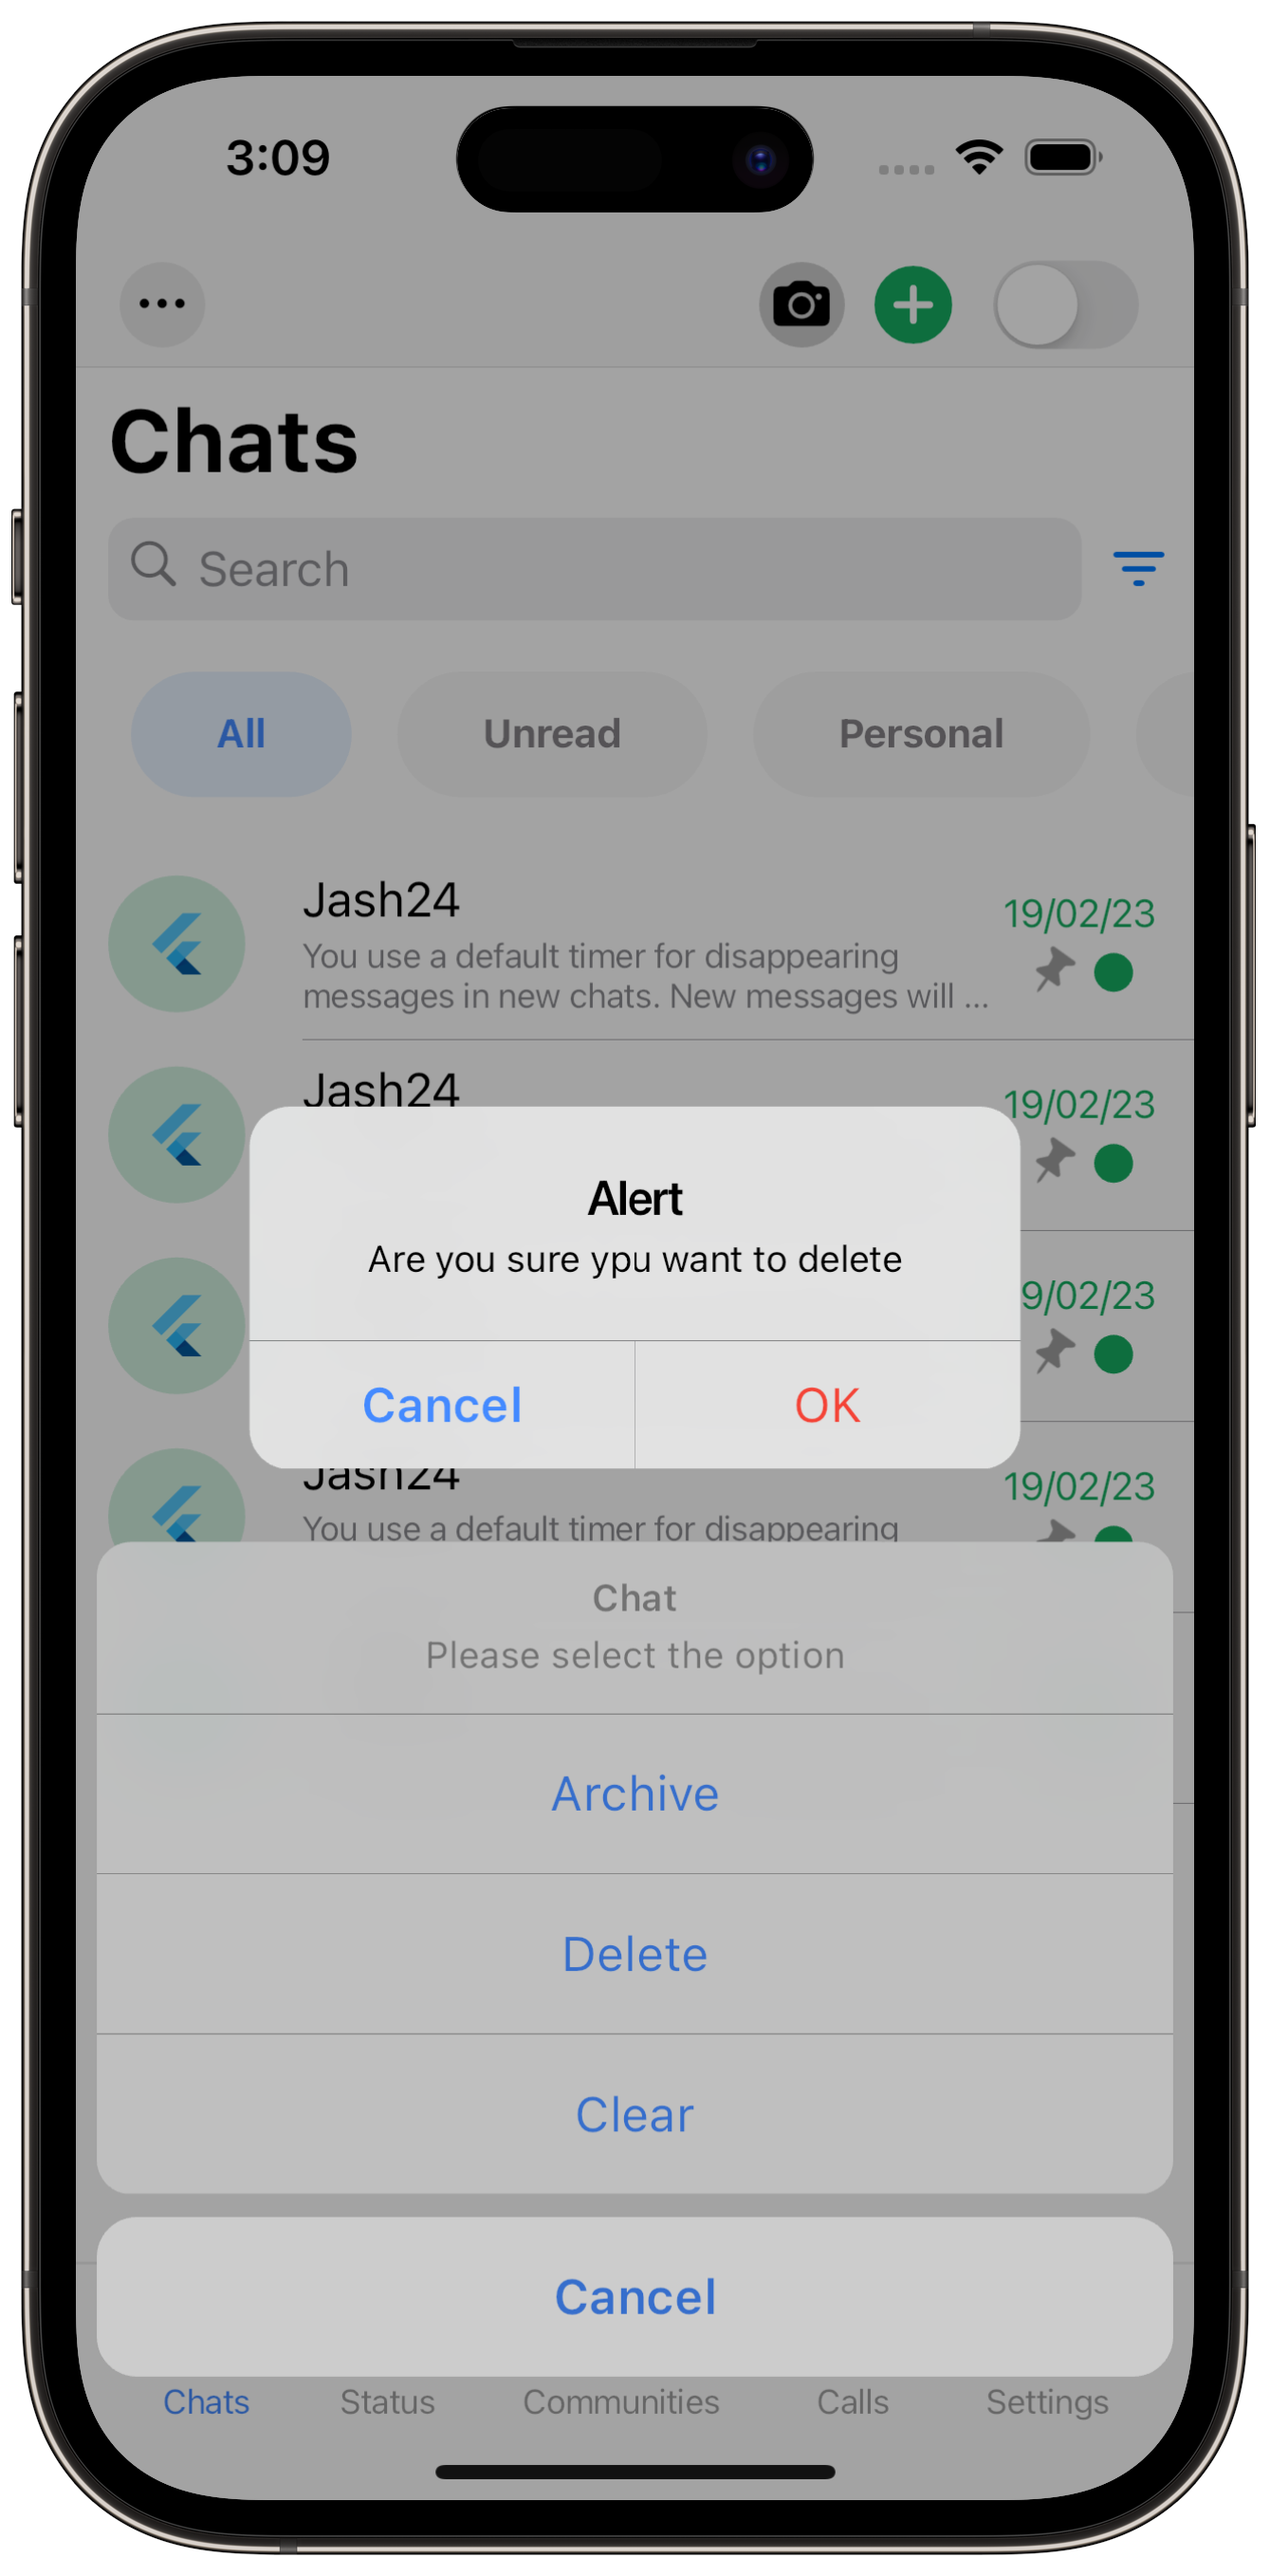 3:09
Chats
Search
All Unread Personal
Jash24
19/02/23
You use a default timer for disappearing
messages in new chats. New messages will ...
Jash24
19/02/23
Alert
Are you sure ypu want to delete
9/02/23
Cancel OK
Jash24
19/02/23
You use a default timer for disappearing
Chat
Please select the option
Archive
Delete
Clear
Cancel
Chats Status Communities Calls Settings